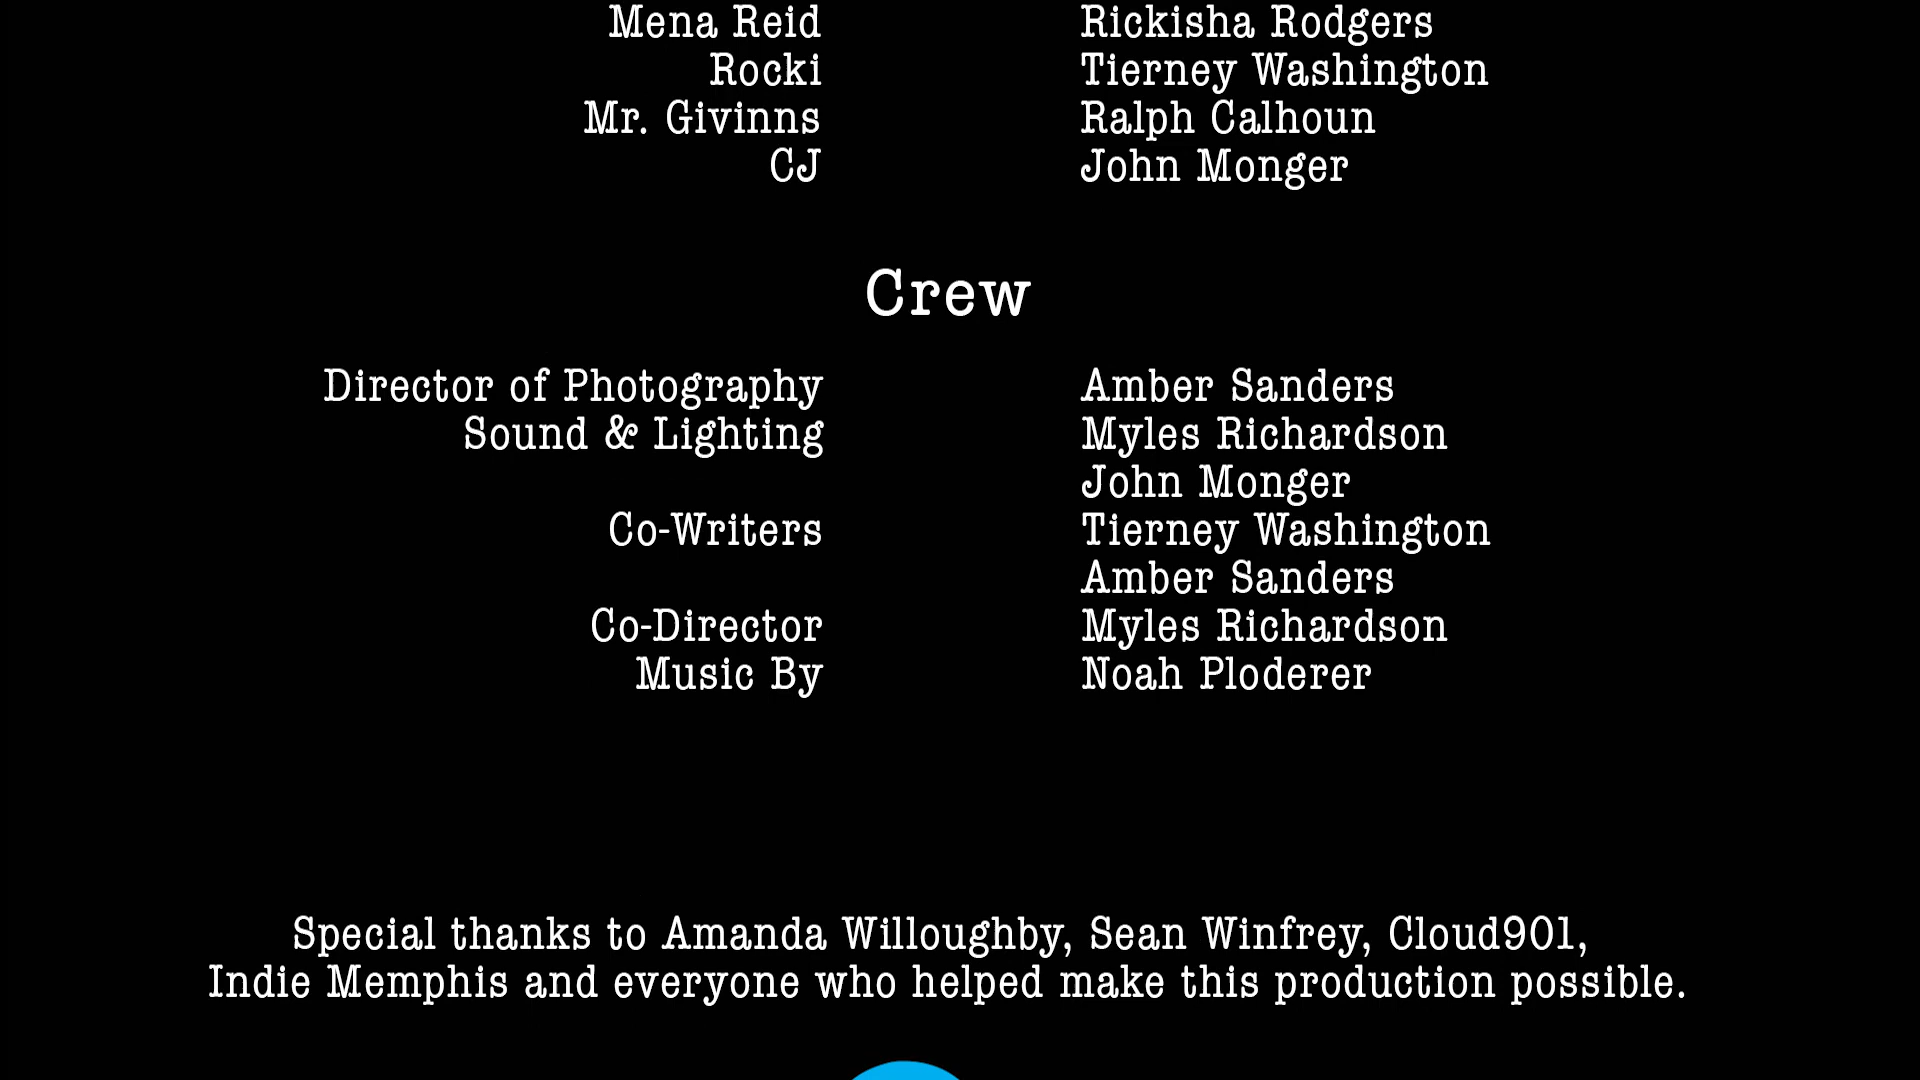 Mena Reid Rickisha Rodgers
Rocki Tierney Washington
Mr. Givinns Ralph Calhoun
CJ John Monger
Crew
Director of Photography Amber Sanders
Sound & Lighting Myles Richardson
John Monger
Co-Writers Tierney Washington
Amber Sanders
Co-Director Myles Richardson
Music By Noah Ploderer
Special thanks to Amanda Willoughby, Sean Winfrey, Cloud901,
Indie Memphis and everyone who helped make this production possible.